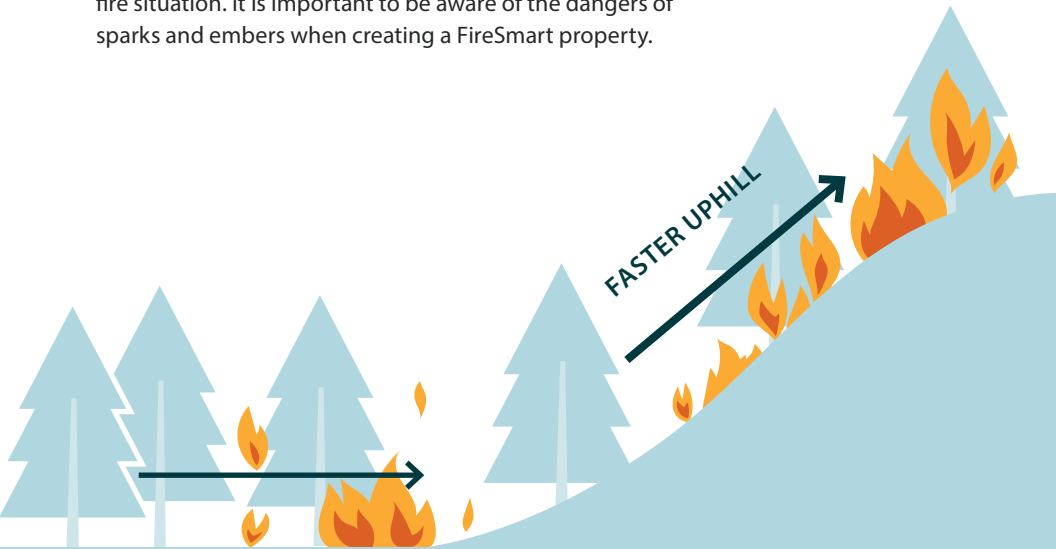 fire situation. It is important to be aware of the dangers of
sparks and embers when creating a FireSmart property.
FASTER UPHILL